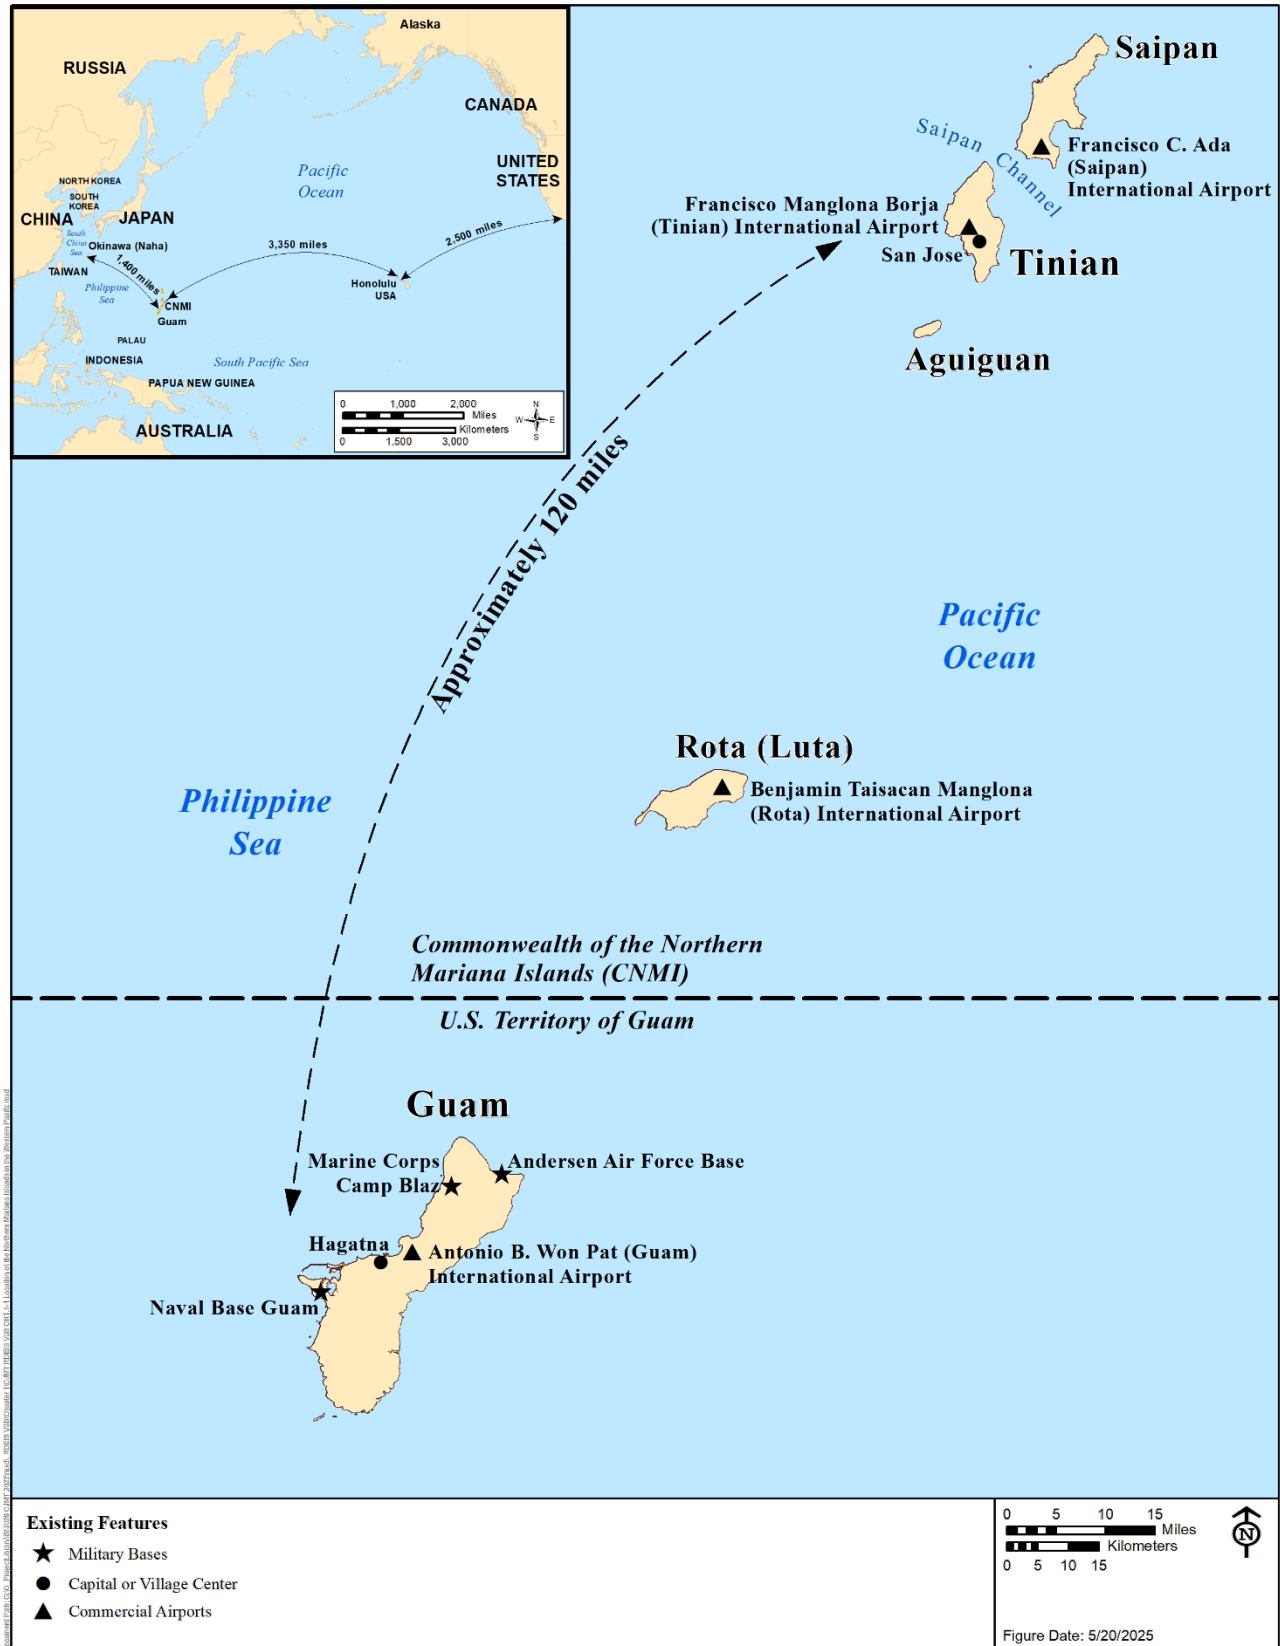 Alaska
RUSSIA
CANADA
Pacific
Ocean
UNITED
STATES
NORTH KOREA
SOUTH
KOREA
CHINA
JAPAN
South
China
Sea
Okinawa (Naha)
TAIWAN
1,400 miles
3,350 miles
2,500 miles
Philippine
Sea
Honolulu
USA
CNMI
Guam
PALAU
INDONESIA
South Pacific Sea
PAPUA NEW GUINEA
AUSTRALIA
0 1,000 2,000
Miles
Kilometers
0 1,500 3,000
N
W E
S
Saipan
Saipan Channel
Francisco C. Ada
(Saipan)
International Airport
Francisco Manglona Borja
(Tinian) International Airport
San Jose
Tinian
Aguiguan
Approximately 120 miles
Pacific
Ocean
Rota (Luta)
Benjamin Taisacan Manglona
(Rota) International Airport
Philippine
Sea
Commonwealth of the Northern
Mariana Islands (CNMI)
U.S. Territory of Guam
Guam
Marine Corps
Camp Blaz
Andersen Air Force Base
Hagatna
Antonio B. Won Pat (Guam)
International Airport
Naval Base Guam
Existing Features
Military Bases
Capital or Village Center
Commercial Airports
0 5 10 15
Miles
Kilometers
0 5 10 15
N
Figure Date: 5/20/2025